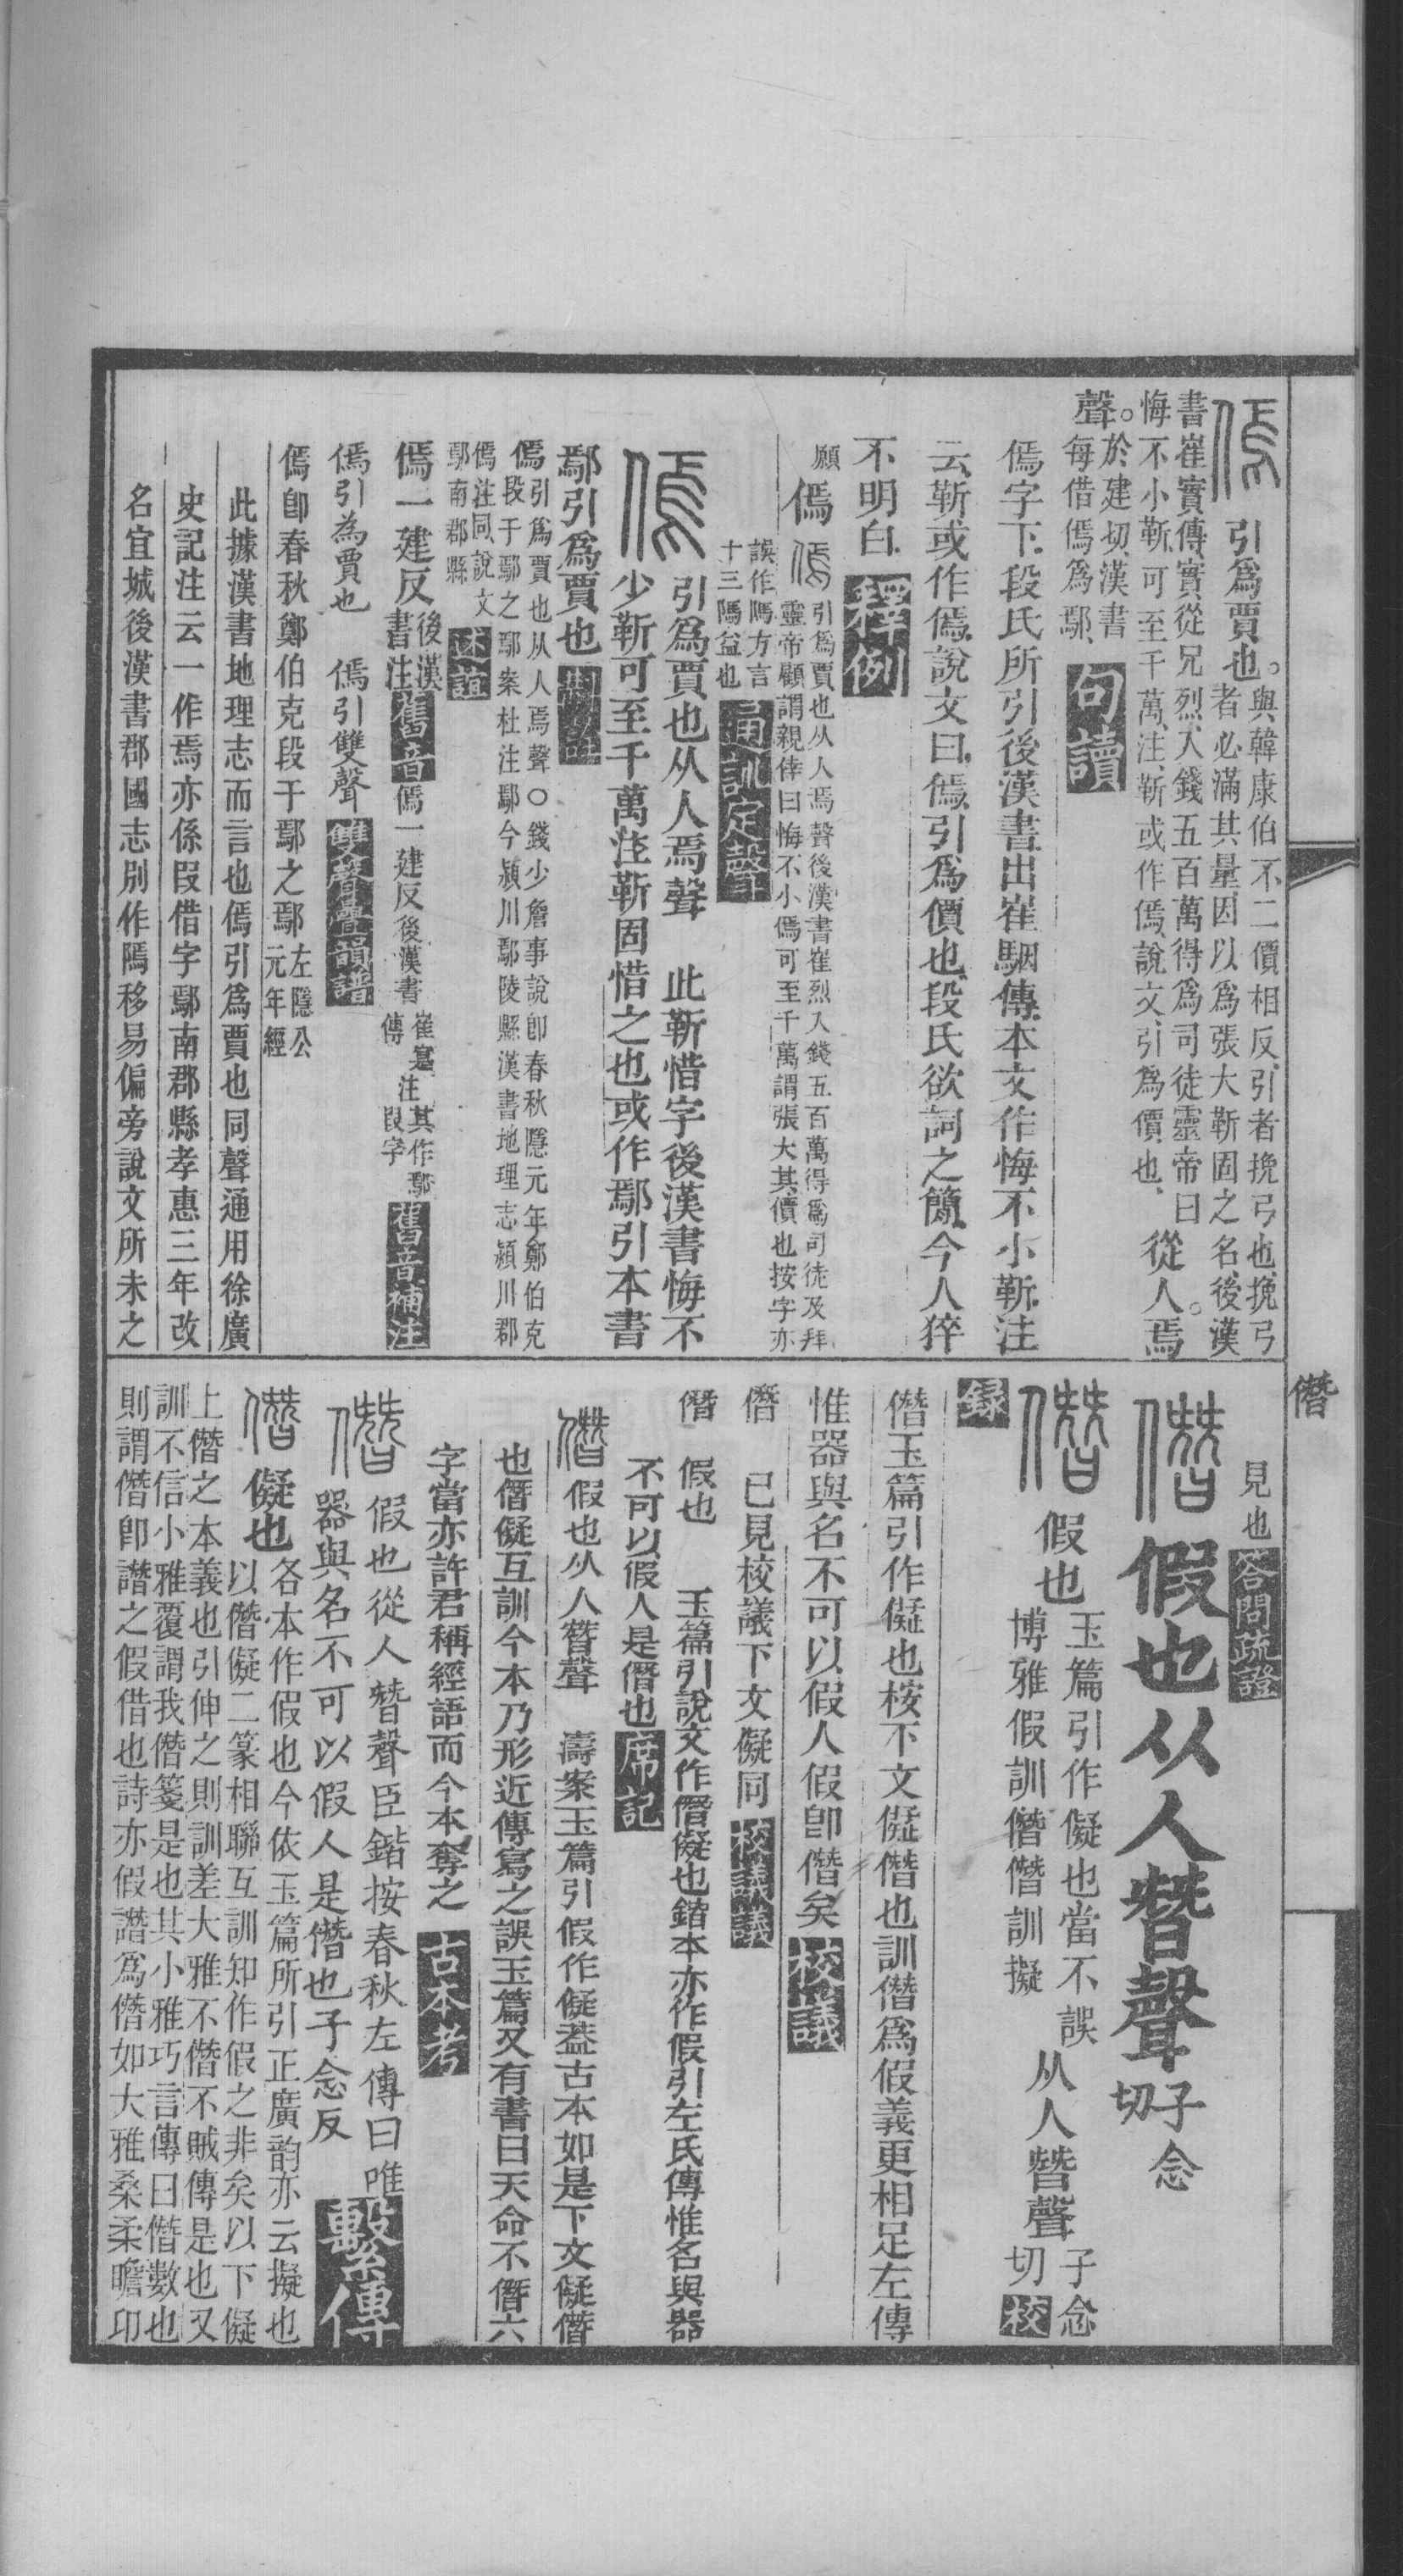 傿 引爲賈也。與韓康伯不二價相反、引者挽弓也、挽弓
者必滿其量、因以爲張大靳固之名、後漢
書崔實傳、實從兄烈、入錢五百萬、得爲司徒、靈帝曰
悔不小靳、可至千萬、注、靳或作傿、說文、引爲價也、從人。焉
聲。於建切、漢書
每借傿爲鄢、句讀
傿字下、段氏所引後漢書出崔駰傳、本文作悔不小靳、注
云、靳或作傿、說文曰、傿、引爲價也、段氏欲詞之簡、今人猝
不明白、釋例
願 傿 傿 引爲賈也从人焉聲後漢書崔烈入錢五百萬得爲司徒及拜
靈帝顧謂親倖曰悔不小傿可至千萬謂張大其價也按字亦
誤作隝方言
十三隝益也 通訓定聲
傿 引爲賈也从人焉聲 此靳惜字後漢書悔不
少靳可至千萬注靳固惜之也或作鄢引本書
鄢引爲賈也
傿引爲賈也从人焉聲○錢少詹事說卽春秋隱元年鄭伯克
段于鄢之鄢案杜注鄢今潁川鄢陵縣漢書地理志潁川郡
傿注同說文
鄢南郡縣 述誼
傿一建反 後漢
書注 舊音 傿一建反後漢書 崔寔
傳 注 其作鄢
叚字 舊音補注
傿引爲賈也 傿引雙聲 雙聲疊韻譜
傿卽春秋鄭伯克段于鄢之鄢 左隱公
元年經
此據漢書地理志而言也傿引爲賈也同聲通用徐廣
史記注云一作焉亦係叚借字鄢南郡縣孝惠三年改
名宜城後漢書郡國志別作隝移易偏旁說文所未之
僭
見也 答問疏證
僭 假也从人朁聲 子念
切
僭 假也 玉篇引作儗也當不誤
博雅假訓僭僭訓擬 从人朁聲 子念
切 校
錄
僭玉篇引作儗也桉下文儗僭也訓僭爲假義更相足左傳
惟器與名不可以假人假卽僭矣 校議
僭 已見校議下文儗同 校議議
僭 假也 玉篇引說文作僭儗也鍇本亦作假引左氏傳惟名與器
不可以假人是僭也 席記
僭 假也从人朁聲 濤案玉篇引假作儗葢古本如是下文儗僭
也僭儗互訓今本乃形近傳寫之誤玉篇又有書曰天命不僭六
字當亦許君稱經語而今本奪之 古本考
僭 假也從人朁聲臣鍇按春秋左傳曰唯
器與名不可以假人是僭也子念反 繫傳
僭 儗也 各本作假也今依玉篇所引正廣韵亦云擬也
以僭儗二篆相聯互訓知作假之非矣以下儗
上僭之本義也引伸之則訓差大雅不僭不賊傳是也又
訓不信小雅覆謂我僭箋是也其小雅巧言傳曰僭數也
則謂僭卽譖之假借也詩亦假譖爲僭如大雅桑柔瞻卬